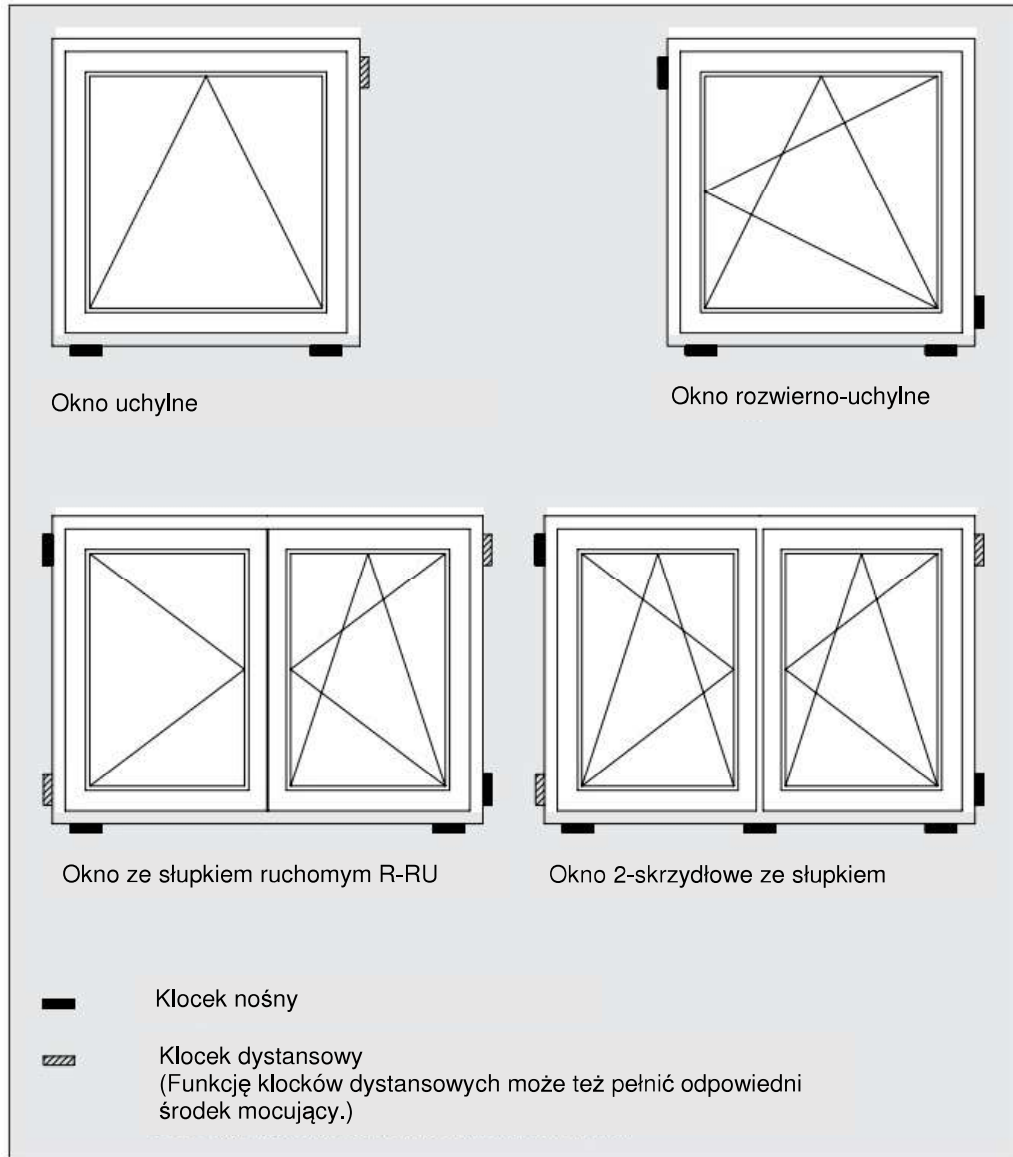 Okno uchylne
Okno rozwierno-uchylne
Okno ze słupkiem ruchomym R-RU
Okno 2-skrzydłowe ze słupkiem
Klocek nośny
Klocek dystansowy
(Funkcję klocków dystansowych może też pełnić odpowiedni
środek mocujący.)